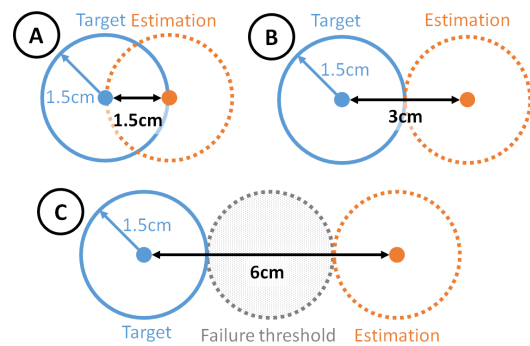 A
Target Estimation
1.5cm
1.5cm
B
Target
Estimation
1.5cm
3cm
C
1.5cm
6cm
Target
Failure threshold
Estimation